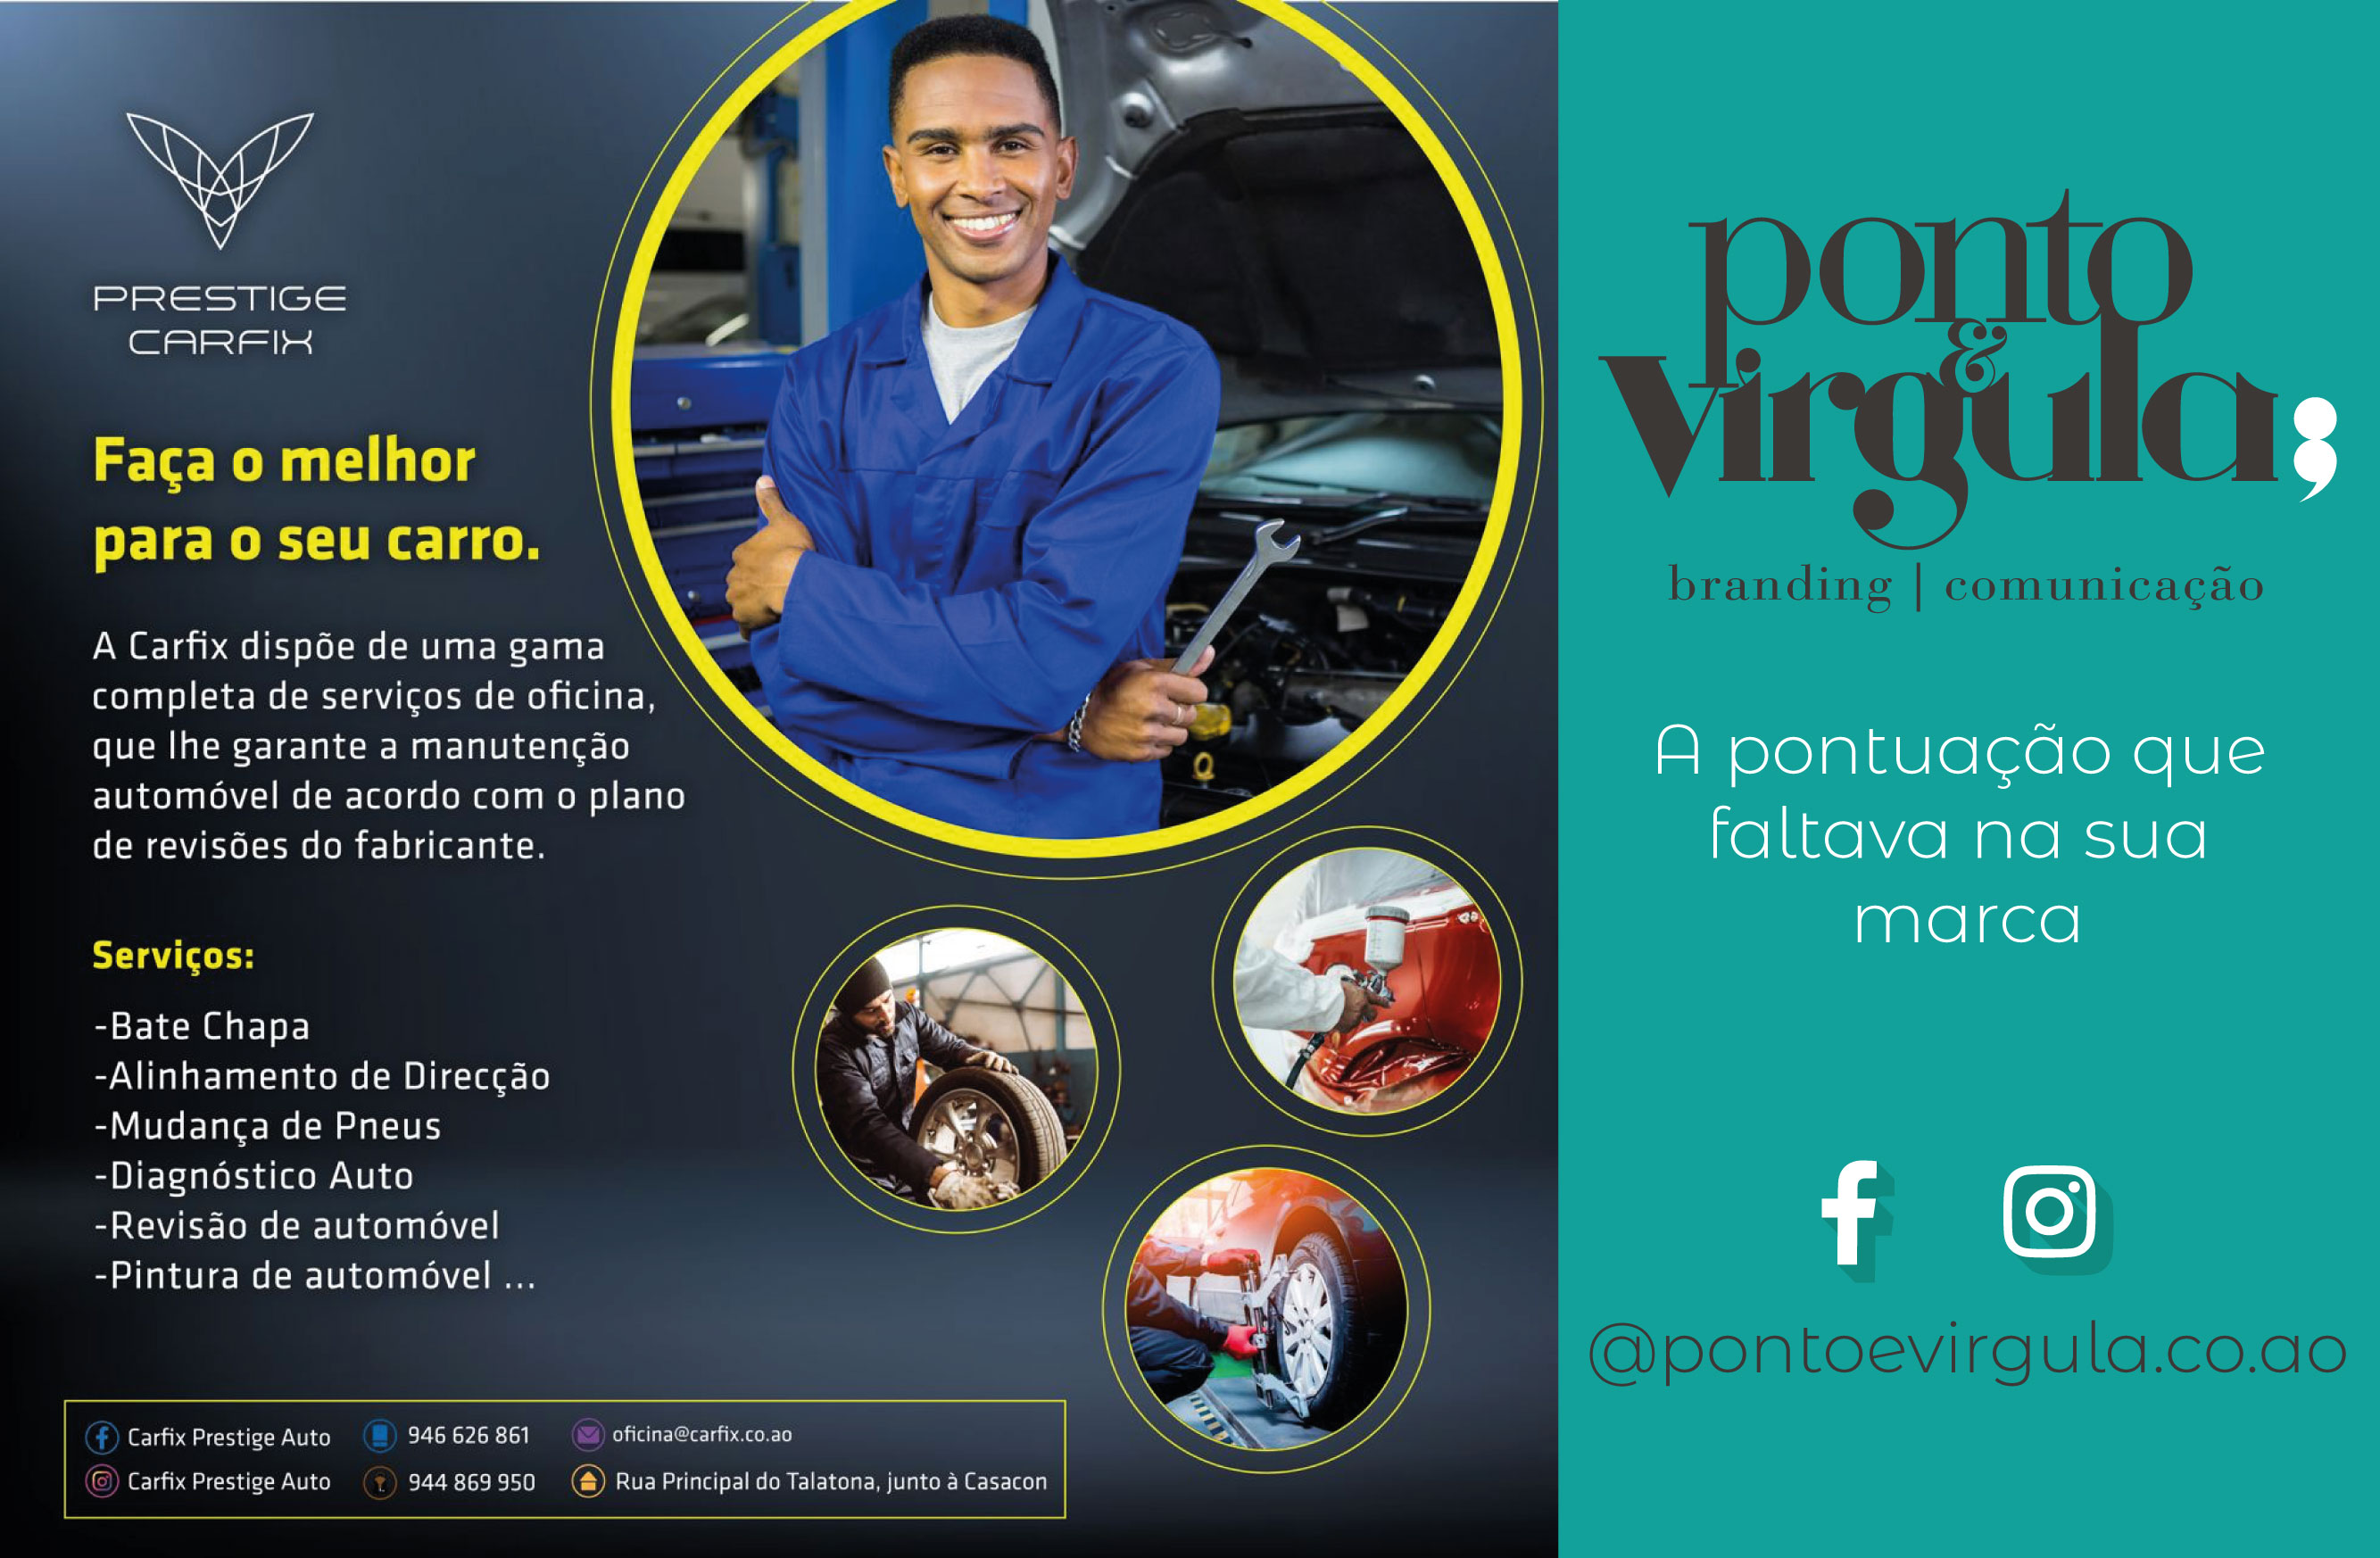 PRESTIGE
CARFIX
Faça o melhor
para o seu carro.
A Carfix dispõe de uma gama
completa de serviços de oficina,
que lhe garante a manutenção
automóvel de acordo com o plano
de revisões do fabricante.
Serviços:
-Bate Chapa
-Alinhamento de Direcção
-Mudança de Pneus
-Diagnóstico Auto
-Revisão de automóvel
-Pintura de automóvel ...
Carfix Prestige Auto
946 626 861
oficina@carfix.co.ao
Carfix Prestige Auto
944 869 950
Rua Principal do Talatona, junto à Casacon
ponto
&
virgula;
branding | comunicação
A pontuação que
faltava na sua
marca
@pontoevirgula.co.ao